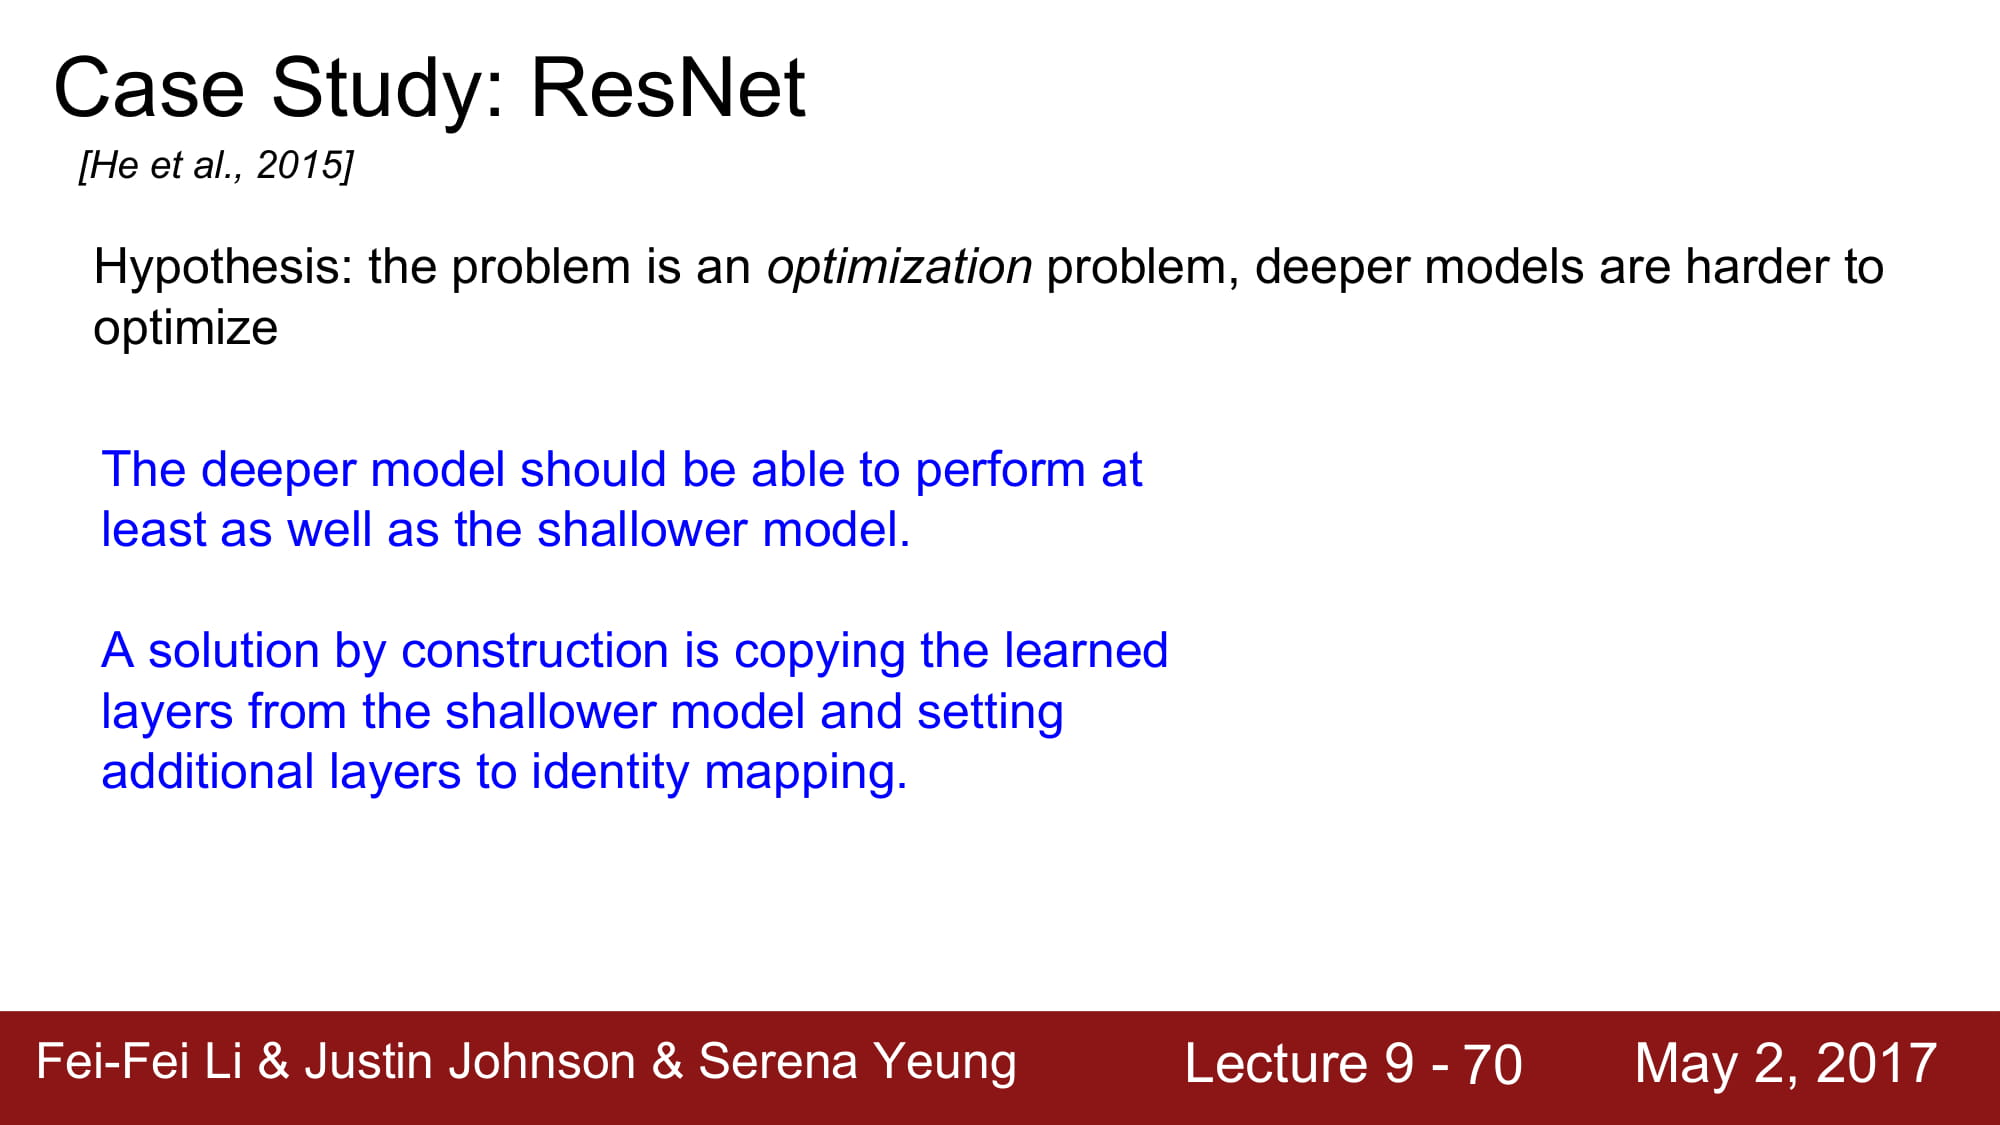 Case Study: ResNet
[He et al., 2015]
Hypothesis: the problem is an optimization problem, deeper models are harder to
optimize
The deeper model should be able to perform at
least as well as the shallower model.
A solution by construction is copying the learned
layers from the shallower model and setting
additional layers to identity mapping.
Fei-Fei Li & Justin Johnson & Serena Yeung
Lecture 9 - 70
May 2, 2017